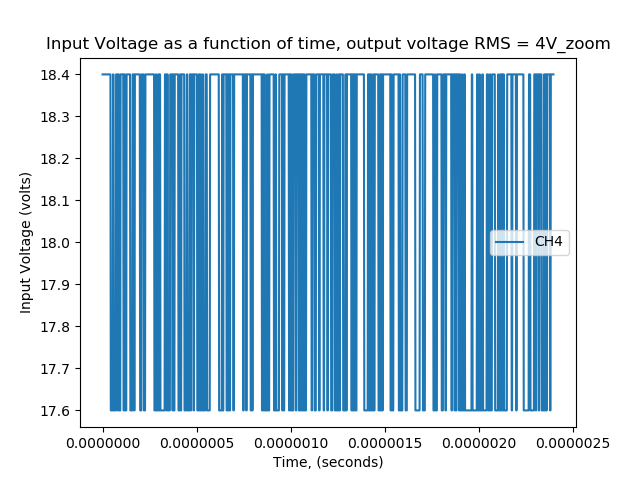 Input Voltage as a function of time, output voltage RMS = 4V_zoom
18.4
18.3
18.2
18.1
18.0
17.9
17.8
17.7
17.6
Input Voltage (volts)
CH4
0.0000000 0.0000005 0.0000010 0.0000015 0.0000020 0.0000025
Time, (seconds)